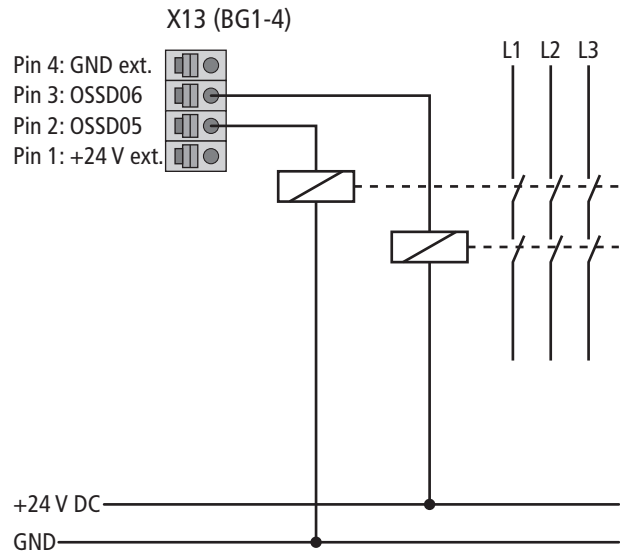 X13 (BG1-4)
L1 L2 L3
Pin 4: GND ext.
Pin 3: OSSD06
Pin 2: OSSD05
Pin 1: +24 V ext.
+24 V DC
GND